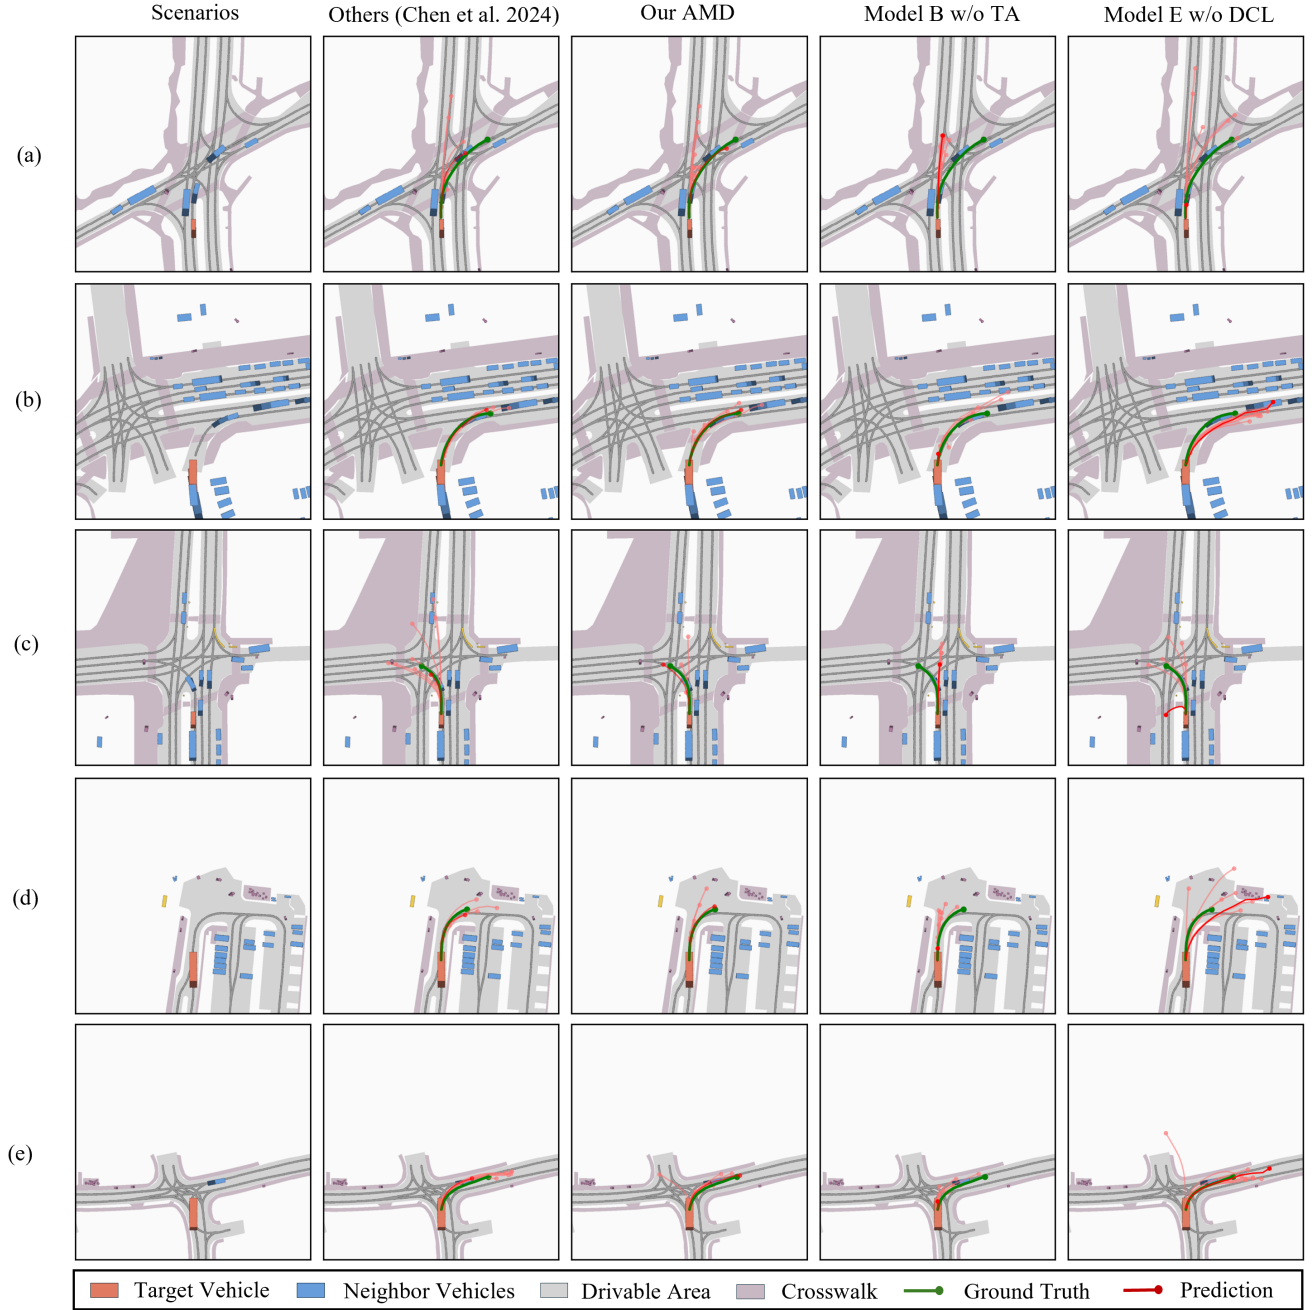 Scenarios
Others (Chen et al. 2024)
Our AMD
Model B w/o TA
Model E w/o DCL
(a)
(b)
(c)
(d)
(e)
Target Vehicle
Neighbor Vehicles
Drivable Area
Crosswalk
Ground Truth
Prediction